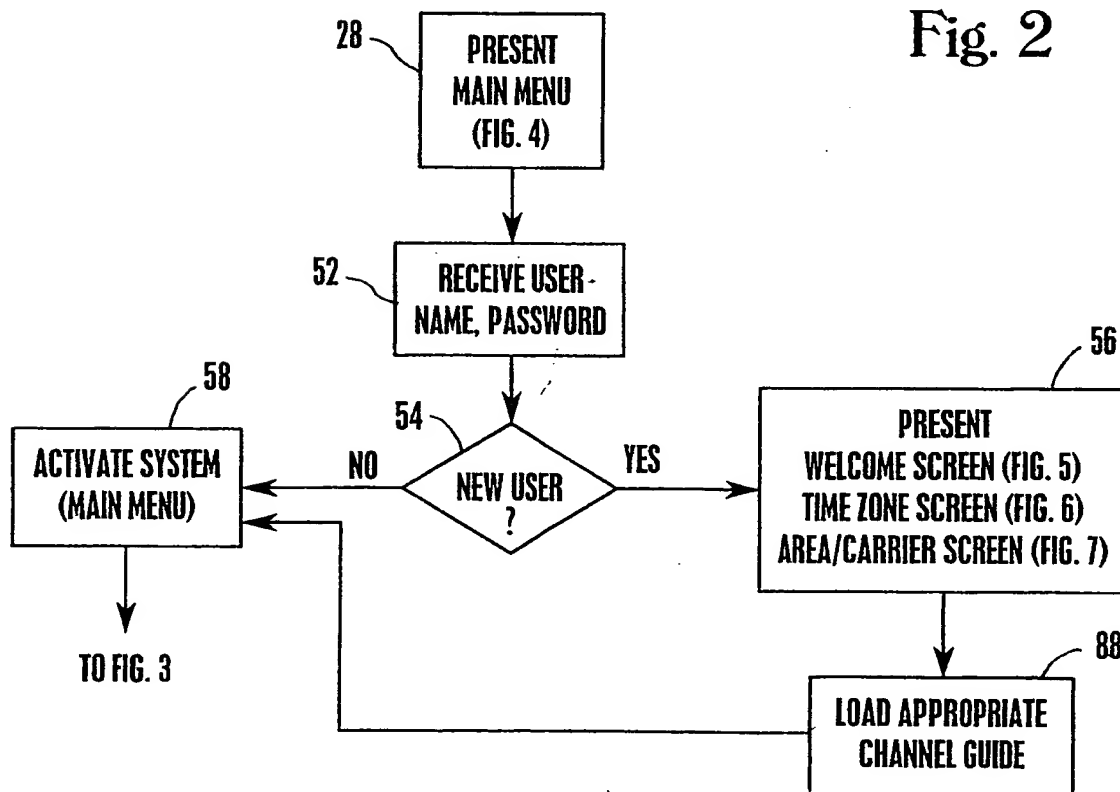 Fig. 2
28
PRESENT
MAIN MENU
(FIG. 4)
52
RECEIVE USER
NAME, PASSWORD
54
NEW USER
?
NO
YES
58
ACTIVATE SYSTEM
(MAIN MENU)
TO FIG. 3
56
PRESENT
WELCOME SCREEN (FIG. 5)
TIME ZONE SCREEN (FIG. 6)
AREA/CARRIER SCREEN (FIG. 7)
88
LOAD APPROPRIATE
CHANNEL GUIDE